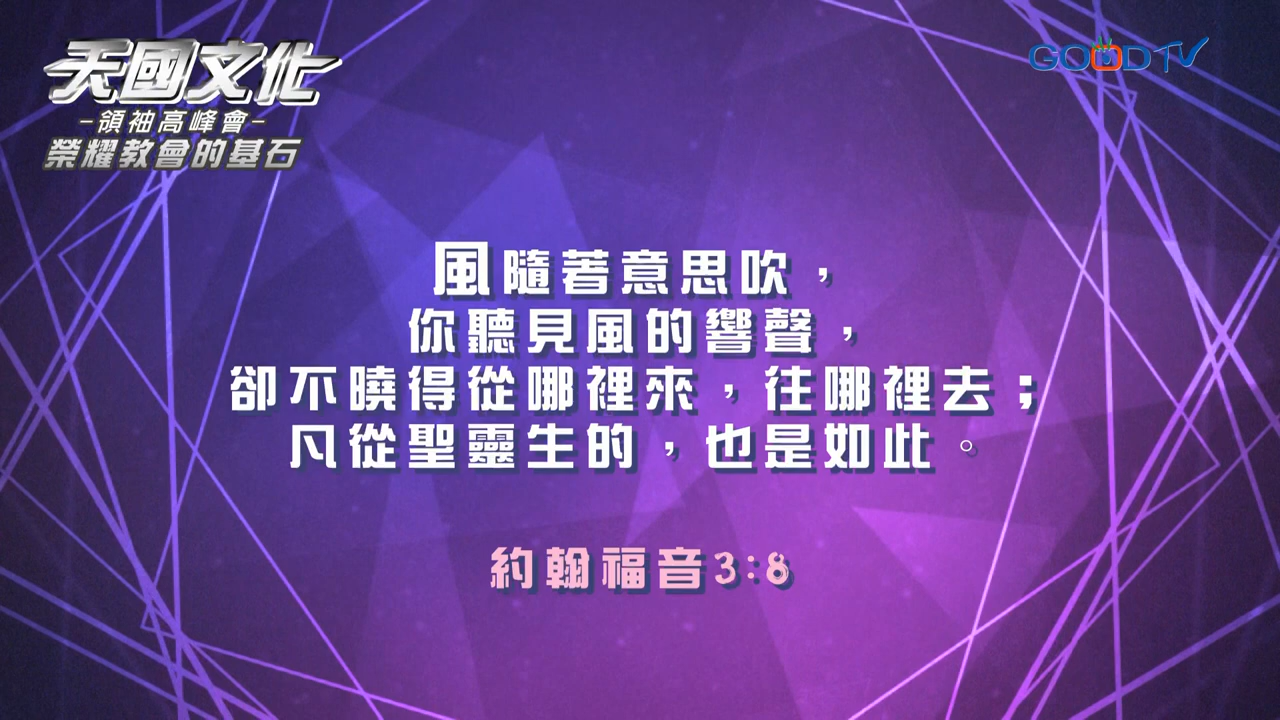 天國文化
-領袖高峰會-
榮耀教會的基石
GOOD TV
風隨著意思吹，
你聽見風的響聲，
卻不曉得從哪裡來，往哪裡去；
凡從聖靈生的，也是如此。
約翰福音3:8